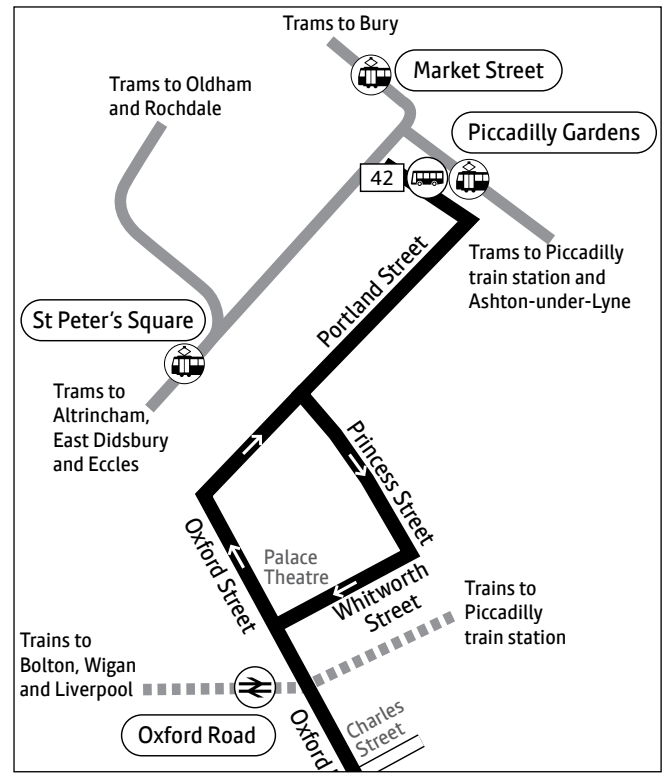 Trams to Bury
Market Street
Trams to Oldham
and Rochdale
Piccadilly Gardens
42
Trams to Piccadilly
train station and
Ashton-under-Lyne
Portland Street
St Peter's Square
Trams to
Altrincham,
East Didsbury
and Eccles
Princess Street
Oxford Street
Palace
Theatre
Whitworth
Street
Trains to
Piccadilly
train station
Trains to
Bolton, Wigan
and Liverpool
Oxford Road
Oxford
Charles
Street